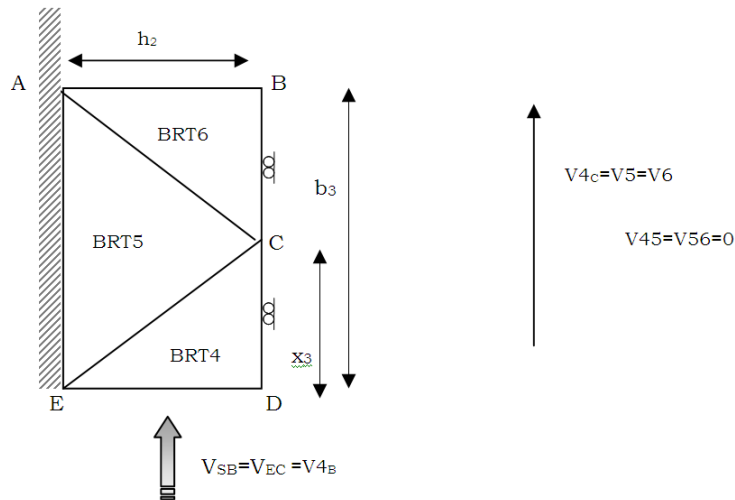 h₂
A
B
BRT6
b₃
V4c=V5=V6
BRT5
C
V45=V56=0
BRT4
x₃
E
D
VSB=VEC =V4B